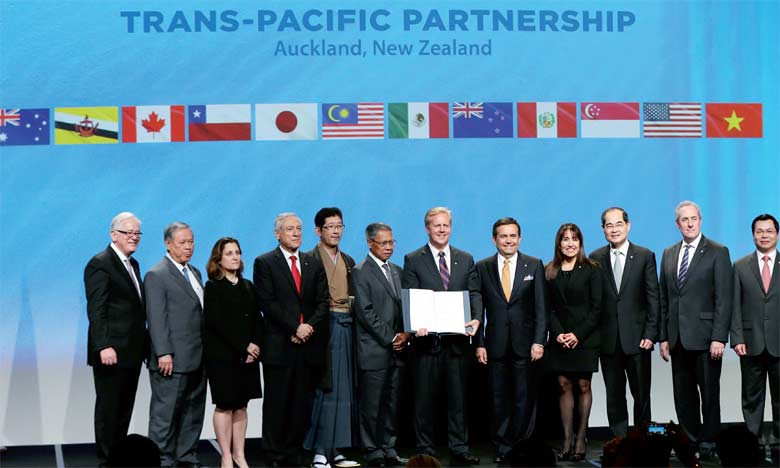 TRANS-PACIFIC PARTNERSHIP
Auckland, New Zealand